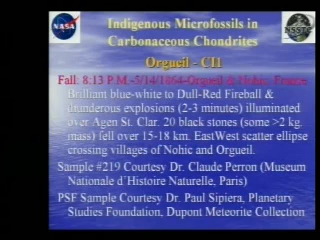 NASA
Indigenous Microfossils in
Carbonaceous Chondrites
NSSTC
Orgueil - CI1
Fall: 8:13 P.M.-5/14/1864-Orgueil & Nohic, France
Brilliant blue-white to Dull-Red Fireball &
thunderous explosions (2-3 minutes) illuminated
over Agen St. Clar. 20 black stones (some >2 kg.
mass) fell over 15-18 km. EastWest scatter ellipse
crossing villages of Nohic and Orgueil.
Sample #219 Courtesy Dr. Claude Perron (Museum
Nationale d'Histoire Naturelle, Paris)
PSF Sample Courtesy Dr. Paul Sipiera, Planetary
Studies Foundation, Dupont Meteorite Collection